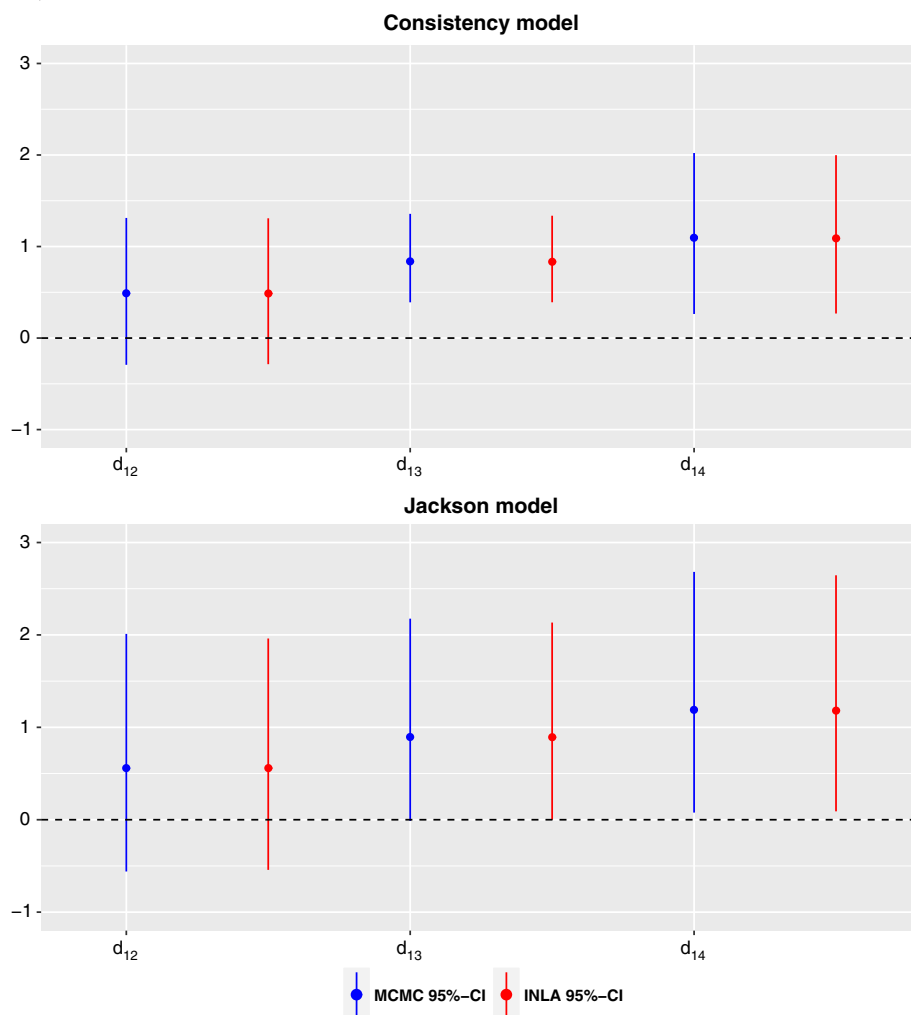 Consistency model
3
2
1
0
−1
d12 d13 d14
Jackson model
3
2
1
0
−1
d12 d13 d14
MCMC 95%−CI INLA 95%−CI